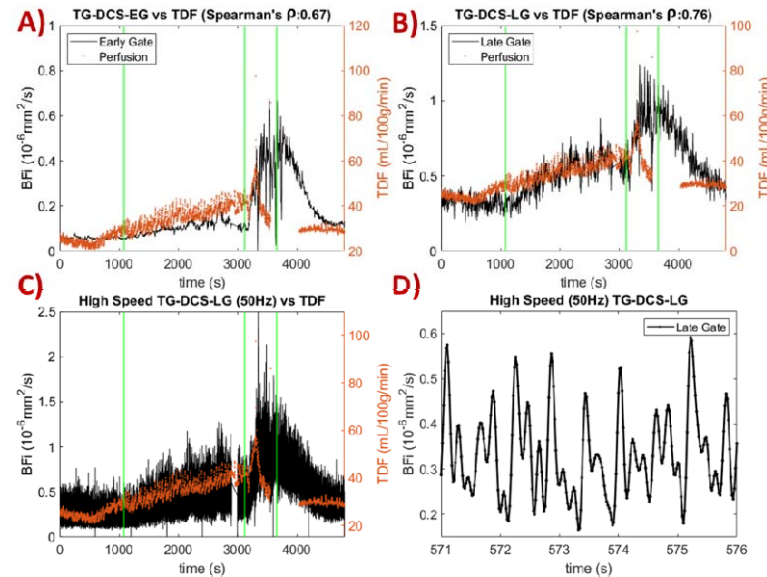 A)
TG-DCS-EG vs TDF (Spearman's ρ:0.67)
Early Gate
Perfusion
BFi (10⁻⁶mm²/s)
1
0.8
0.6
0.4
0.2
0
120
100
80
60
40
20
TDF (mL/100g/min)
0 1000 2000 3000 4000
time (s)
B)
TG-DCS-LG vs TDF (Spearman's ρ:0.76)
Late Gate
Perfusion
BFi (10⁻⁶mm²/s)
1.5
1
0.5
0
100
80
60
40
20
0
TDF (mL/100g/min)
0 1000 2000 3000 4000
time (s)
C)
High Speed TG-DCS-LG (50Hz) vs TDF
BFi (10⁻⁶mm²/s)
2.5
2
1.5
1
0.5
0
100
80
60
40
20
TDF (mL/100g/min)
0 1000 2000 3000 4000
time (s)
D)
High Speed (50Hz) TG-DCS-LG
Late Gate
BFi (10⁻⁶mm²/s)
0.6
0.5
0.4
0.3
0.2
571 572 573 574 575 576
time (s)